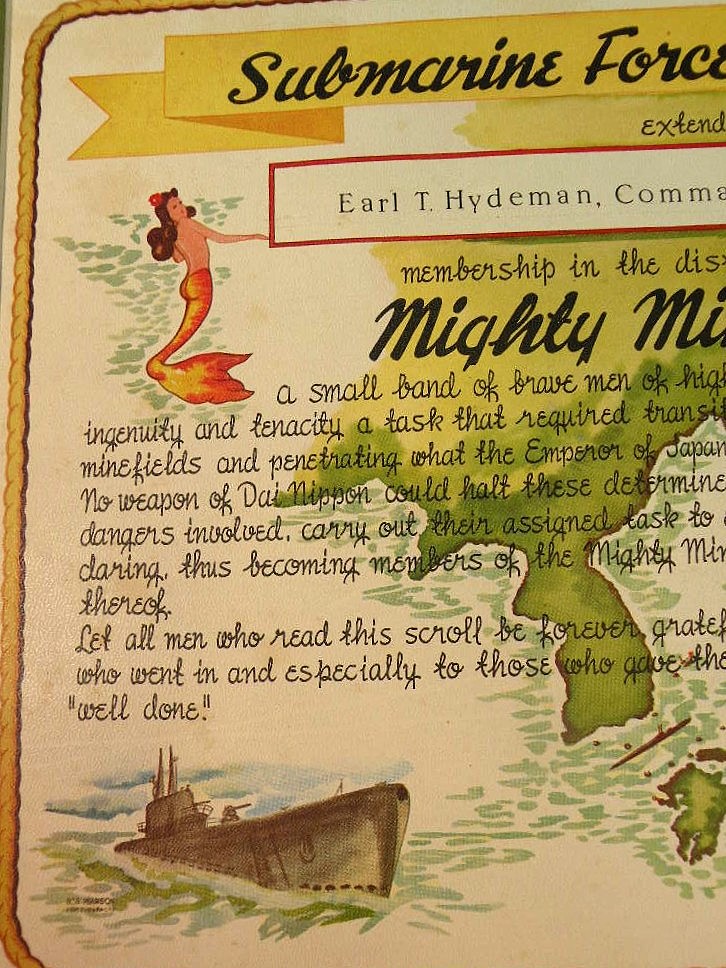 Submarine Force
extend
Earl T. Hydeman, Comma
membership in the dis
Mighty Mi
a small band of brave men of high
ingenuity and tenacity a task that required transi
minefields and penetrating what the Emperor of Japan
No weapon of Dai Nippon could halt these determine
dangers involved, carry out their assigned task to
daring, thus becoming members of the Mighty Min
thereof.
Let all men who read this scroll be forever gratef
who went in and especially to those who gave the
"well done."